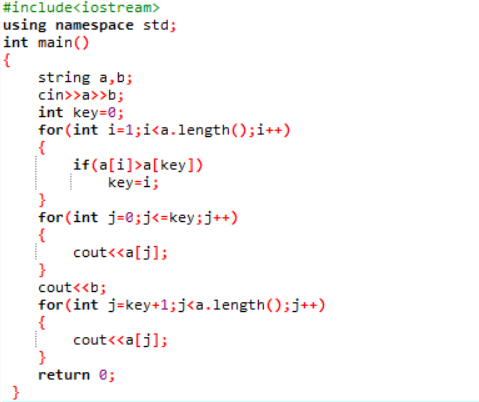 #include<iostream>
using namespace std;
int main()
{
string a,b;
cin>>a>>b;
int key=0;
for(int i=1;i<a.length();i++)
{
if(a[i]>a[key])
key=i;
}
for(int j=0;j<=key;j++)
{
cout<<a[j];
}
cout<<b;
for(int j=key+1;j<a.length();j++)
{
cout<<a[j];
}
return 0;
}